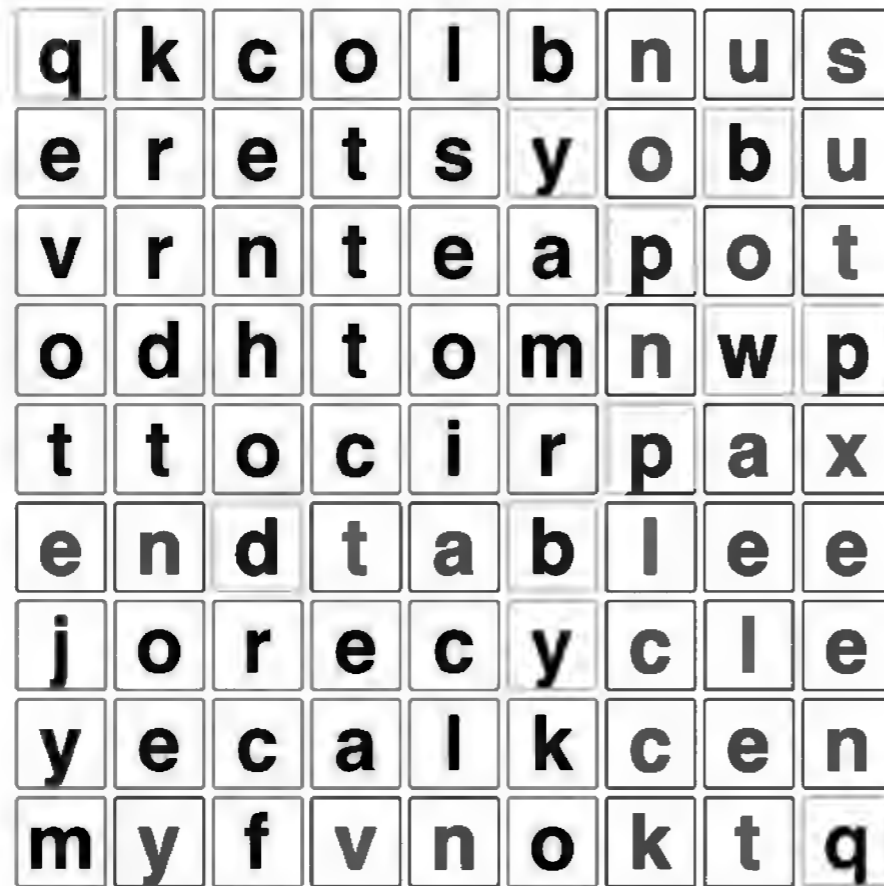 q k c o l b n u s
e r e t s y o b u
v r n t e a p o t
o d h t o m n w p
t t o c i r p a x
e n d t a b l e e
j o r e c y c l e
y e c a l k c e n
m y f v n o k t q